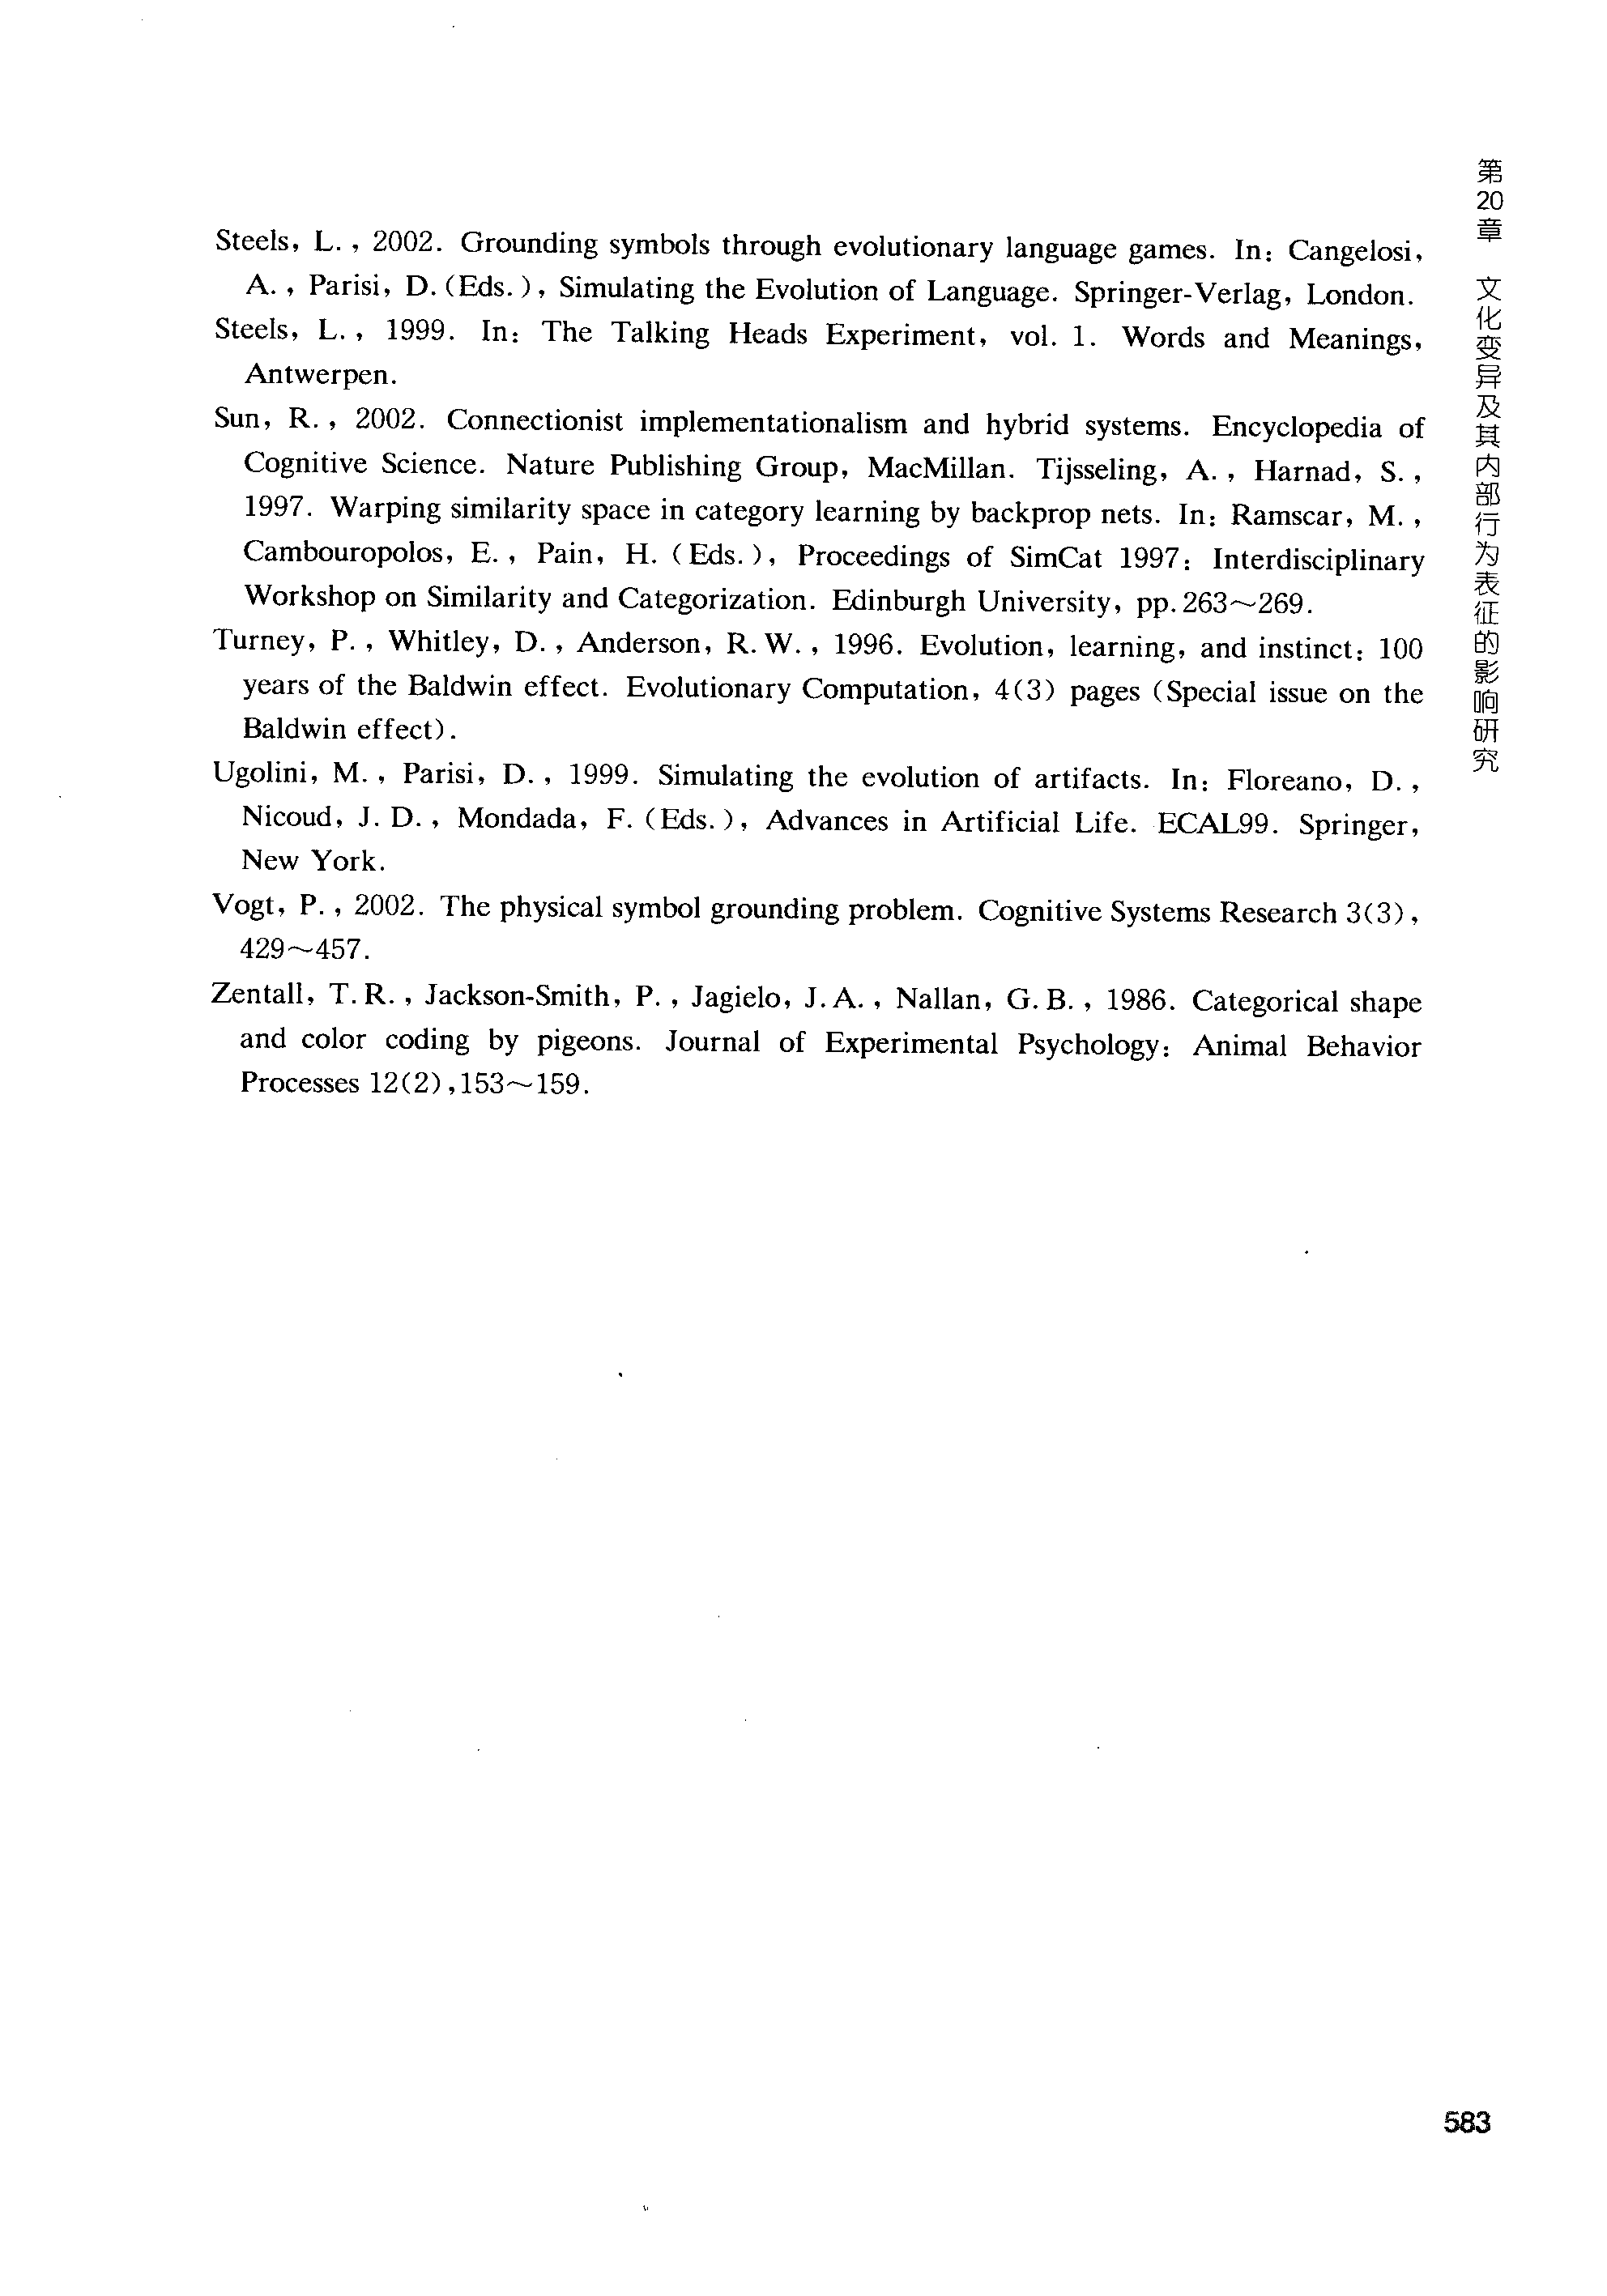 第20章 文化变异及其内部行为表征的影响研究
Steels, L., 2002. Grounding symbols through evolutionary language games. In: Cangelosi,
A., Parisi, D. (Eds.), Simulating the Evolution of Language. Springer-Verlag, London.
Steels, L., 1999. In: The Talking Heads Experiment, vol. 1. Words and Meanings,
Antwerpen.
Sun, R., 2002. Connectionist implementationalism and hybrid systems. Encyclopedia of
Cognitive Science. Nature Publishing Group, MacMillan. Tijsseling, A., Harnad, S.,
1997. Warping similarity space in category learning by backprop nets. In: Ramscar, M.,
Cambouropolos, E., Pain, H. (Eds.), Proceedings of SimCat 1997: Interdisciplinary
Workshop on Similarity and Categorization. Edinburgh University, pp. 263～269.
Turney, P., Whitley, D., Anderson, R. W., 1996. Evolution, learning, and instinct: 100
years of the Baldwin effect. Evolutionary Computation, 4(3) pages (Special issue on the
Baldwin effect).
Ugolini, M., Parisi, D., 1999. Simulating the evolution of artifacts. In: Floreano, D.,
Nicoud, J. D., Mondada, F. (Eds.), Advances in Artificial Life. ECAL99. Springer,
New York.
Vogt, P., 2002. The physical symbol grounding problem. Cognitive Systems Research 3(3),
429～457.
Zentall, T. R., Jackson-Smith, P., Jagielo, J. A., Nallan, G. B., 1986. Categorical shape
and color coding by pigeons. Journal of Experimental Psychology: Animal Behavior
Processes 12(2), 153～159.
583